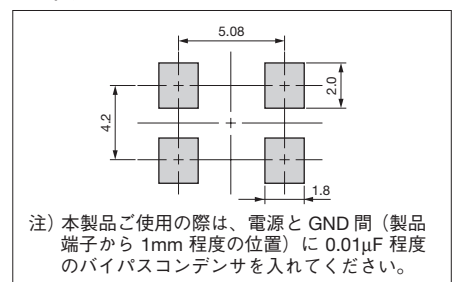 5.08
2.0
4.2
1.8
注）本製品ご使用の際は、電源と GND 間（製品
端子から 1mm 程度の位置）に 0.01μF 程度
のバイパスコンデンサを入れてください。